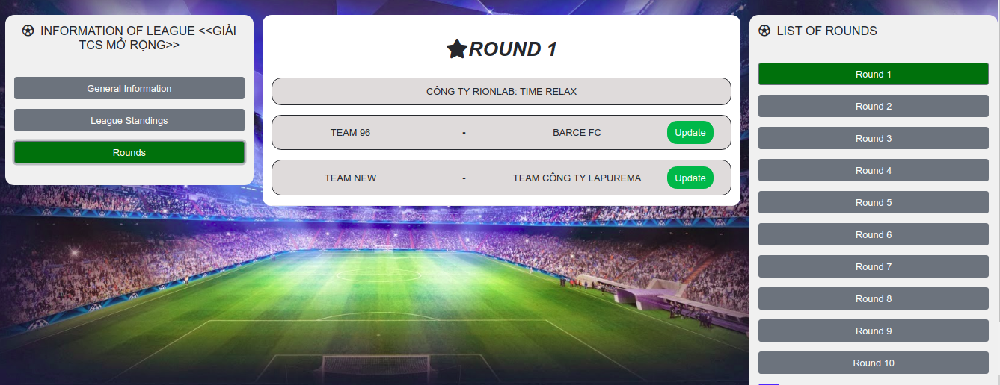 INFORMATION OF LEAGUE <<GIẢI
TCS MỞ RỘNG>>
General Information
League Standings
Rounds
ROUND 1
CÔNG TY RIONLAB: TIME RELAX
TEAM 96 - BARCE FC Update
TEAM NEW - TEAM CÔNG TY LAPUREMA Update
LIST OF ROUNDS
Round 1
Round 2
Round 3
Round 4
Round 5
Round 6
Round 7
Round 8
Round 9
Round 10